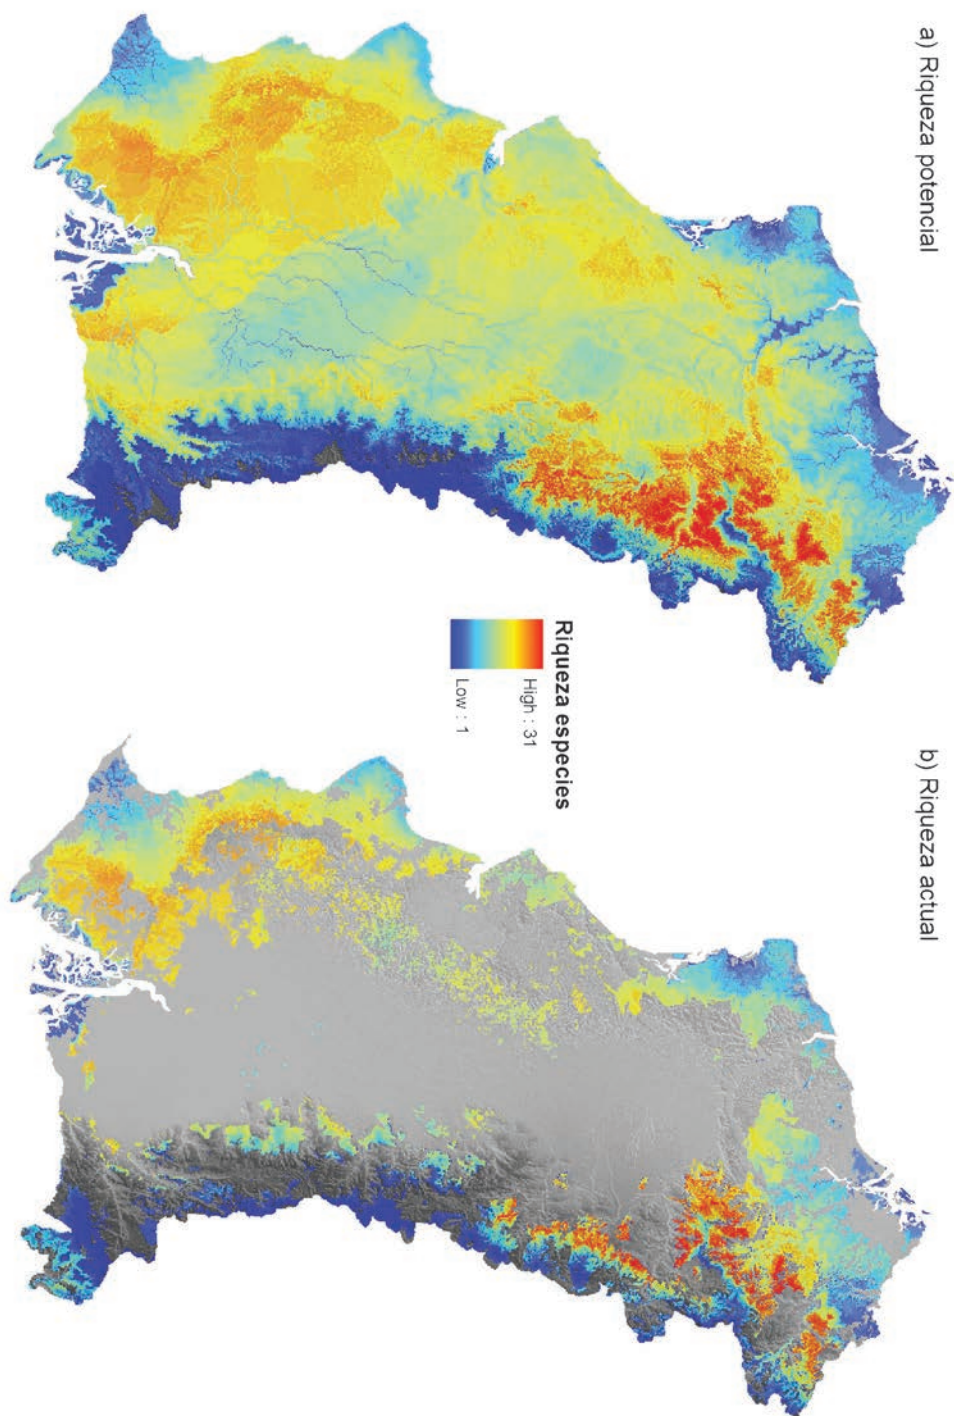 a) Riqueza potencial
Riqueza especies
High : 31
Low : 1
b) Riqueza actual